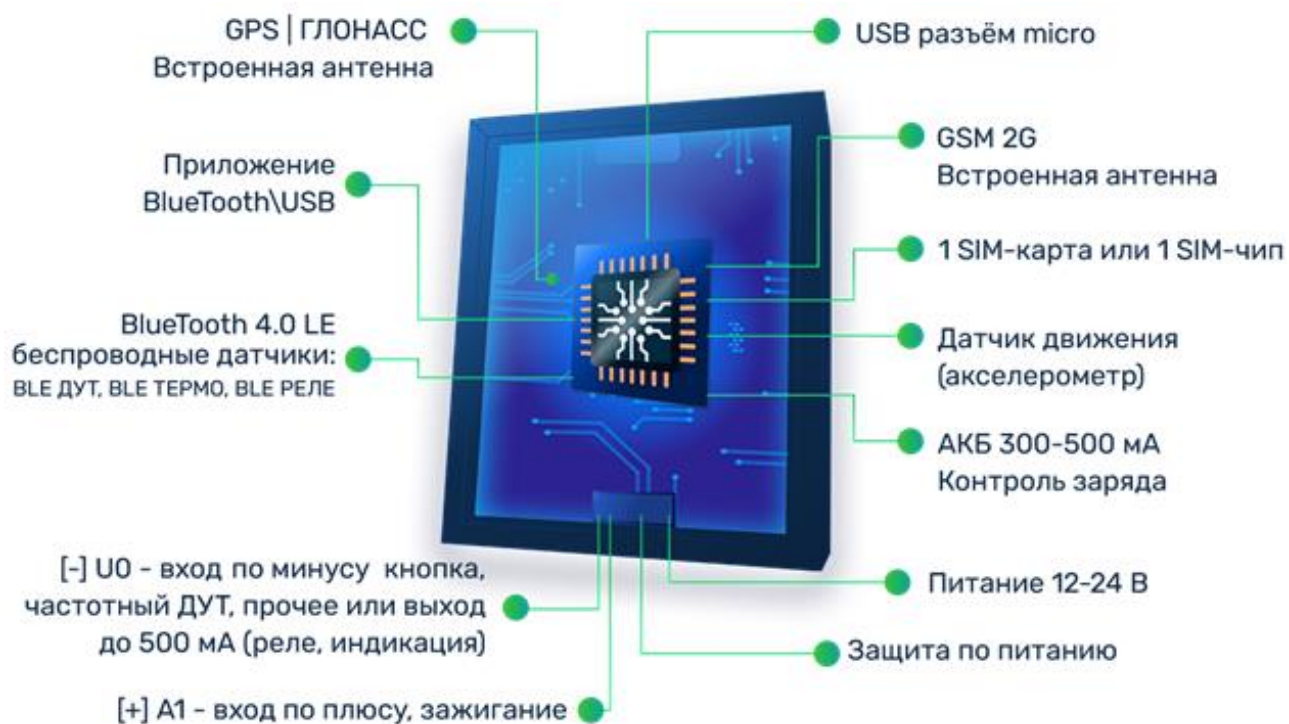 GPS | ГЛОНАСС
Встроенная антенна
Приложение
BlueTooth\USB
BlueTooth 4.0 LE
беспроводные датчики:
BLE ДУТ, BLE ТЕРМО, BLE РЕЛЕ
[-] U0 - вход по минусу кнопка,
частотный ДУТ, прочее или выход
до 500 мА (реле, индикация)
[+] A1 - вход по плюсу, зажигание
USB разъём micro
GSM 2G
Встроенная антенна
1 SIM-карта или 1 SIM-чип
Датчик движения
(акселерометр)
АКБ 300-500 мА
Контроль заряда
Питание 12-24 В
Защита по питанию